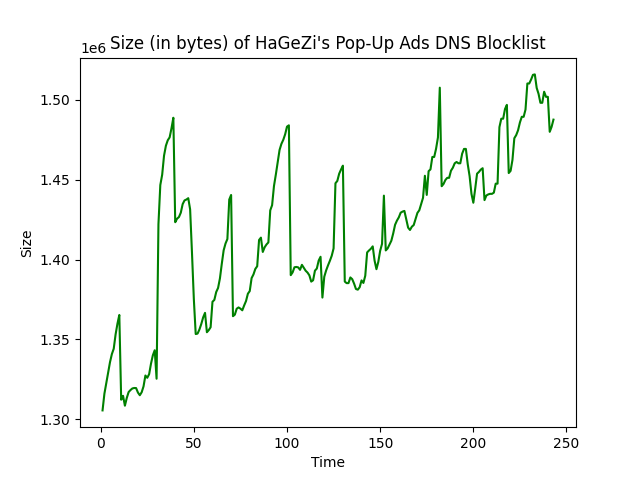 Size (in bytes) of HaGeZi's Pop-Up Ads DNS Blocklist
1e6
1.50
1.45
1.40
1.35
1.30
Size
0 50 100 150 200 250
Time